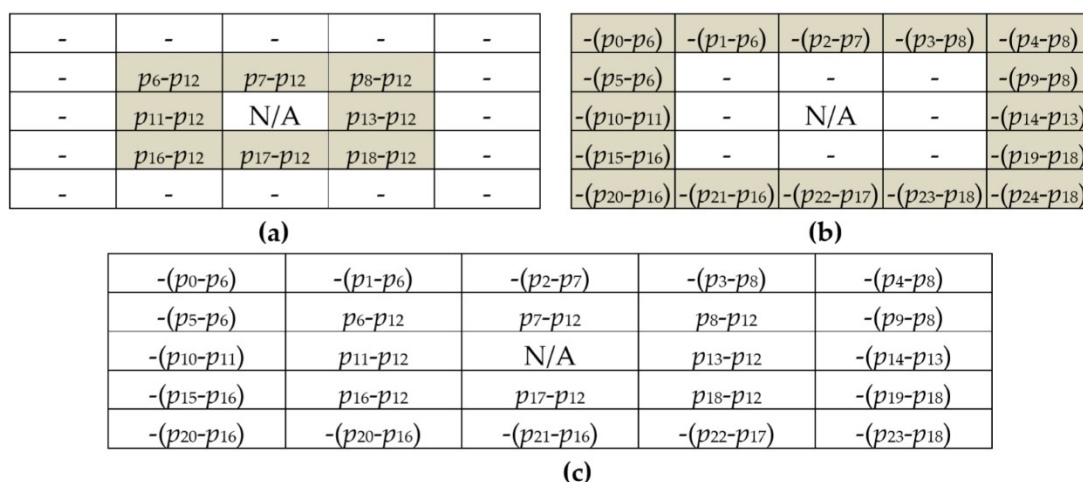 - - - - - -(p0-p6) -(p1-p6) -(p2-p7) -(p3-p8) -(p4-p8)
- p6-p12 p7-p12 p8-p12 - -(p5-p6) - - - -(p9-p8)
- p11-p12 N/A p13-p12 - -(p10-p11) - N/A - -(p14-p13)
- p16-p12 p17-p12 p18-p12 - -(p15-p16) - - - -(p19-p18)
- - - - - -(p20-p16) -(p21-p16) -(p22-p17) -(p23-p18) -(p24-p18)
(a) (b)
-(p0-p6) -(p1-p6) -(p2-p7) -(p3-p8) -(p4-p8)
-(p5-p6) p6-p12 p7-p12 p8-p12 -(p9-p8)
-(p10-p11) p11-p12 N/A p13-p12 -(p14-p13)
-(p15-p16) p16-p12 p17-p12 p18-p12 -(p19-p18)
-(p20-p16) -(p20-p16) -(p21-p16) -(p22-p17) -(p23-p18)
(c)